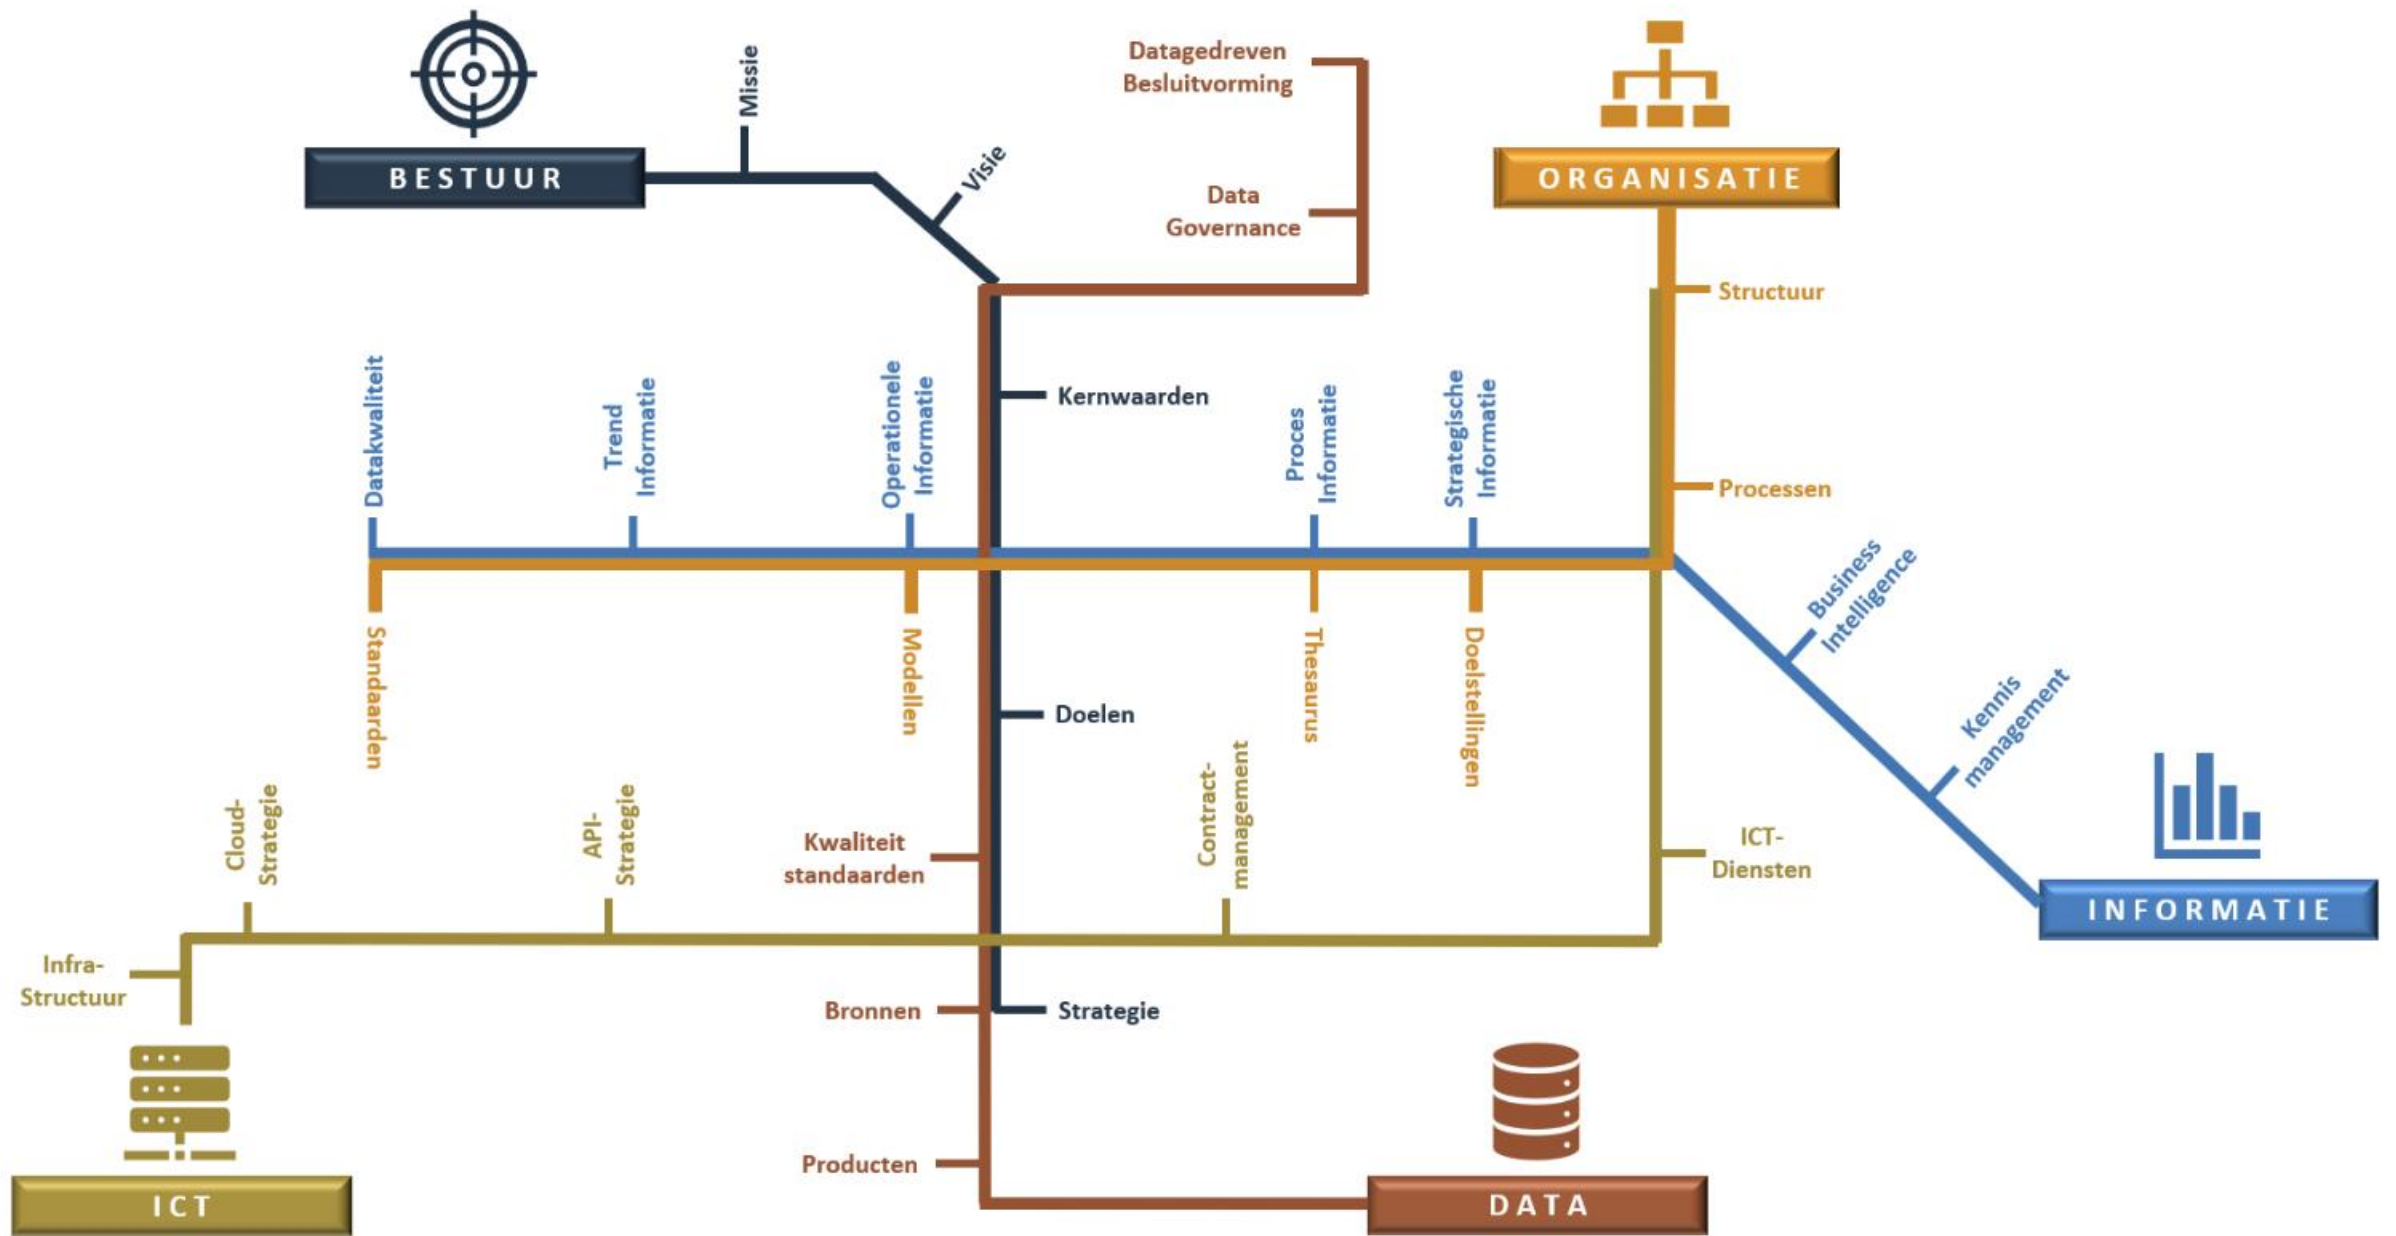 Missie
Datagedreven
Besluitvorming
BESTUUR
ORGANISATIE
Visie
Data
Governance
Structuur
Datakwaliteit
Trend
Informatie
Operationele
Informatie
Kernwaarden
Proces
Informatie
Strategische
Informatie
Processen
Business
Intelligence
Standaarden
Modellen
Thesaurus
Doelstellingen
Doelen
Kennis
management
Cloud-
Strategie
API-
Strategie
Kwaliteit
standaarden
Contract-
management
ICT-
Diensten
INFORMATIE
Infra-
Structuur
Bronnen
Strategie
Producten
ICT
DATA